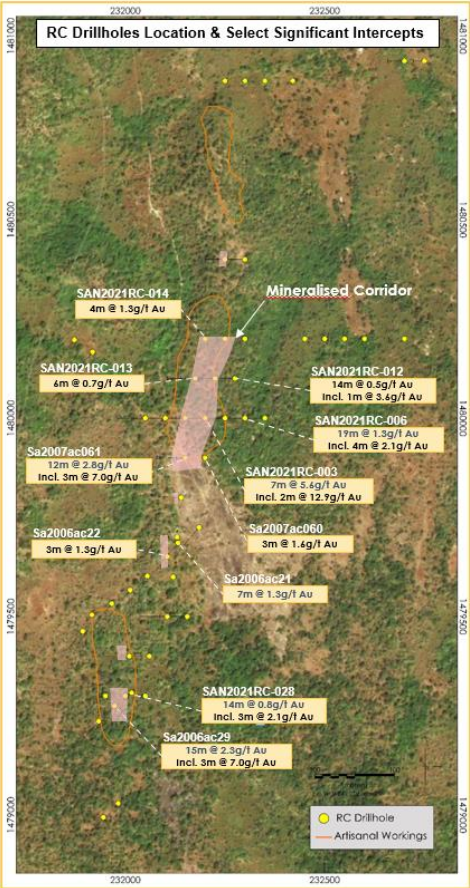 232000
232500
RC Drillholes Location & Select Significant Intercepts
1481000
1481000
1480500
1480500
SAN2021RC-014
4m @ 1.3g/t Au
Mineralised Corridor
SAN2021RC-013
6m @ 0.7g/t Au
SAN2021RC-012
14m @ 0.5g/t Au
Incl. 1m @ 3.6g/t Au
1480000
1480000
SAN2021RC-006
19m @ 1.3g/t Au
Incl. 4m @ 2.1g/t Au
Sa2007ac061
12m @ 2.8g/t Au
Incl. 3m @ 7.0g/t Au
SAN2021RC-003
7m @ 5.6g/t Au
Incl. 2m @ 12.9g/t Au
Sa2006ac22
3m @ 1.3g/t Au
Sa2007ac060
3m @ 1.6g/t Au
Sa2006ac21
7m @ 1.3g/t Au
1479500
1479500
SAN2021RC-028
14m @ 0.8g/t Au
Incl. 3m @ 2.1g/t Au
Sa2006ac29
15m @ 2.3g/t Au
Incl. 3m @ 7.0g/t Au
1479000
1479000
RC Drillhole
Artisanal Workings
232000
232500